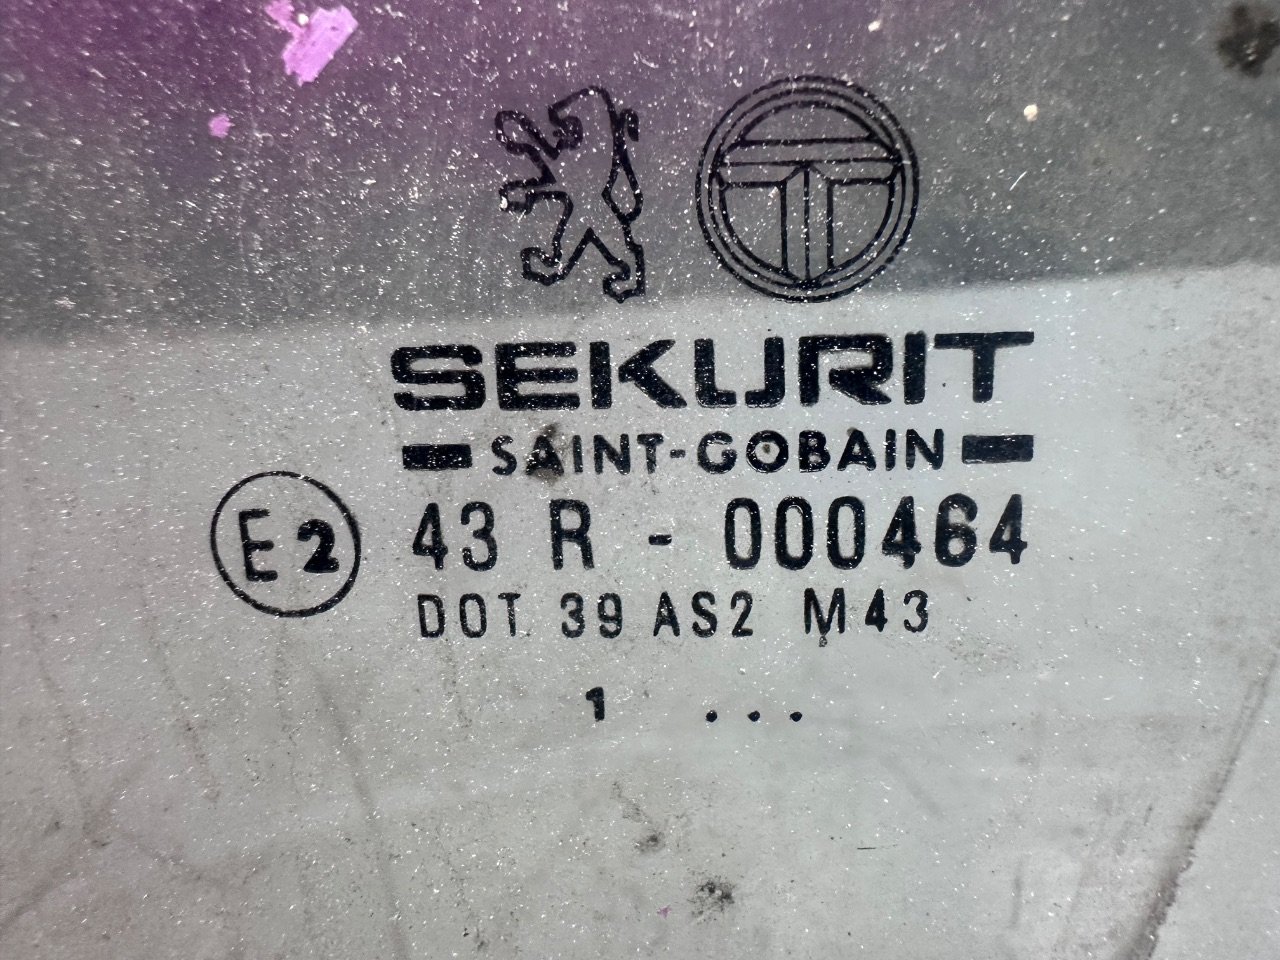 SEKURIT
SAINT-GOBAIN
E2 43 R - 000464
DOT 39 AS2 M43
1 ...